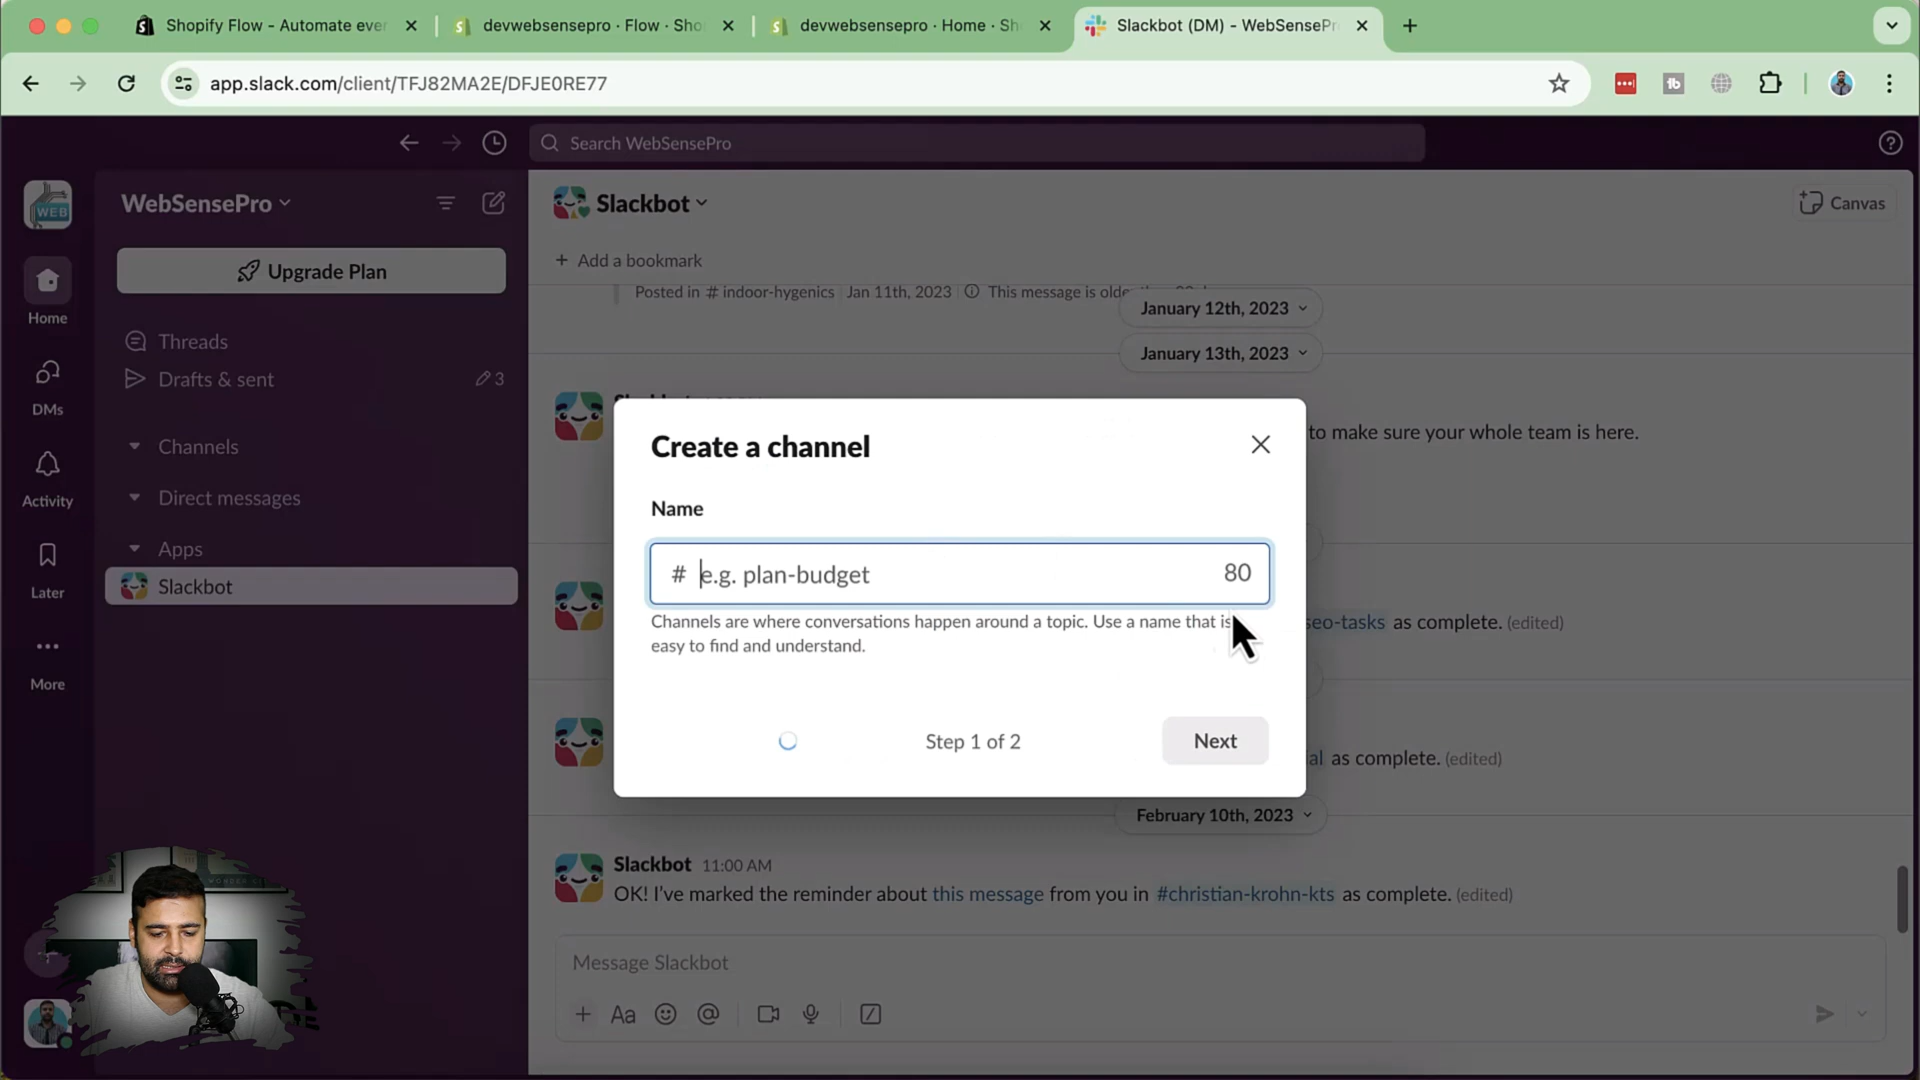 Shopify Flow - Automate ever
devwebsensepro · Flow · Sho
devwebsensepro · Home · Sh
Slackbot (DM) - WebSensePr
app.slack.com/client/TFJ82MA2E/DFJE0RE77
Search WebSensePro
WEB
WebSensePro
Upgrade Plan
Home
Threads
Drafts & sent 3
DMs
Channels
Activity
Direct messages
Apps
Later
Slackbot
More
Slackbot
Canvas
+ Add a bookmark
Posted in # indoor-hygenics Jan 11th, 2023 This message is olde
January 12th, 2023
January 13th, 2023
to make sure your whole team is here.
Create a channel
Name
# e.g. plan-budget 80
Channels are where conversations happen around a topic. Use a name that is
easy to find and understand.
Step 1 of 2
Next
seo-tasks as complete. (edited)
al as complete. (edited)
February 10th, 2023
Slackbot 11:00 AM
OK! I've marked the reminder about this message from you in #christian-krohn-kts as complete. (edited)
Message Slackbot
Aa